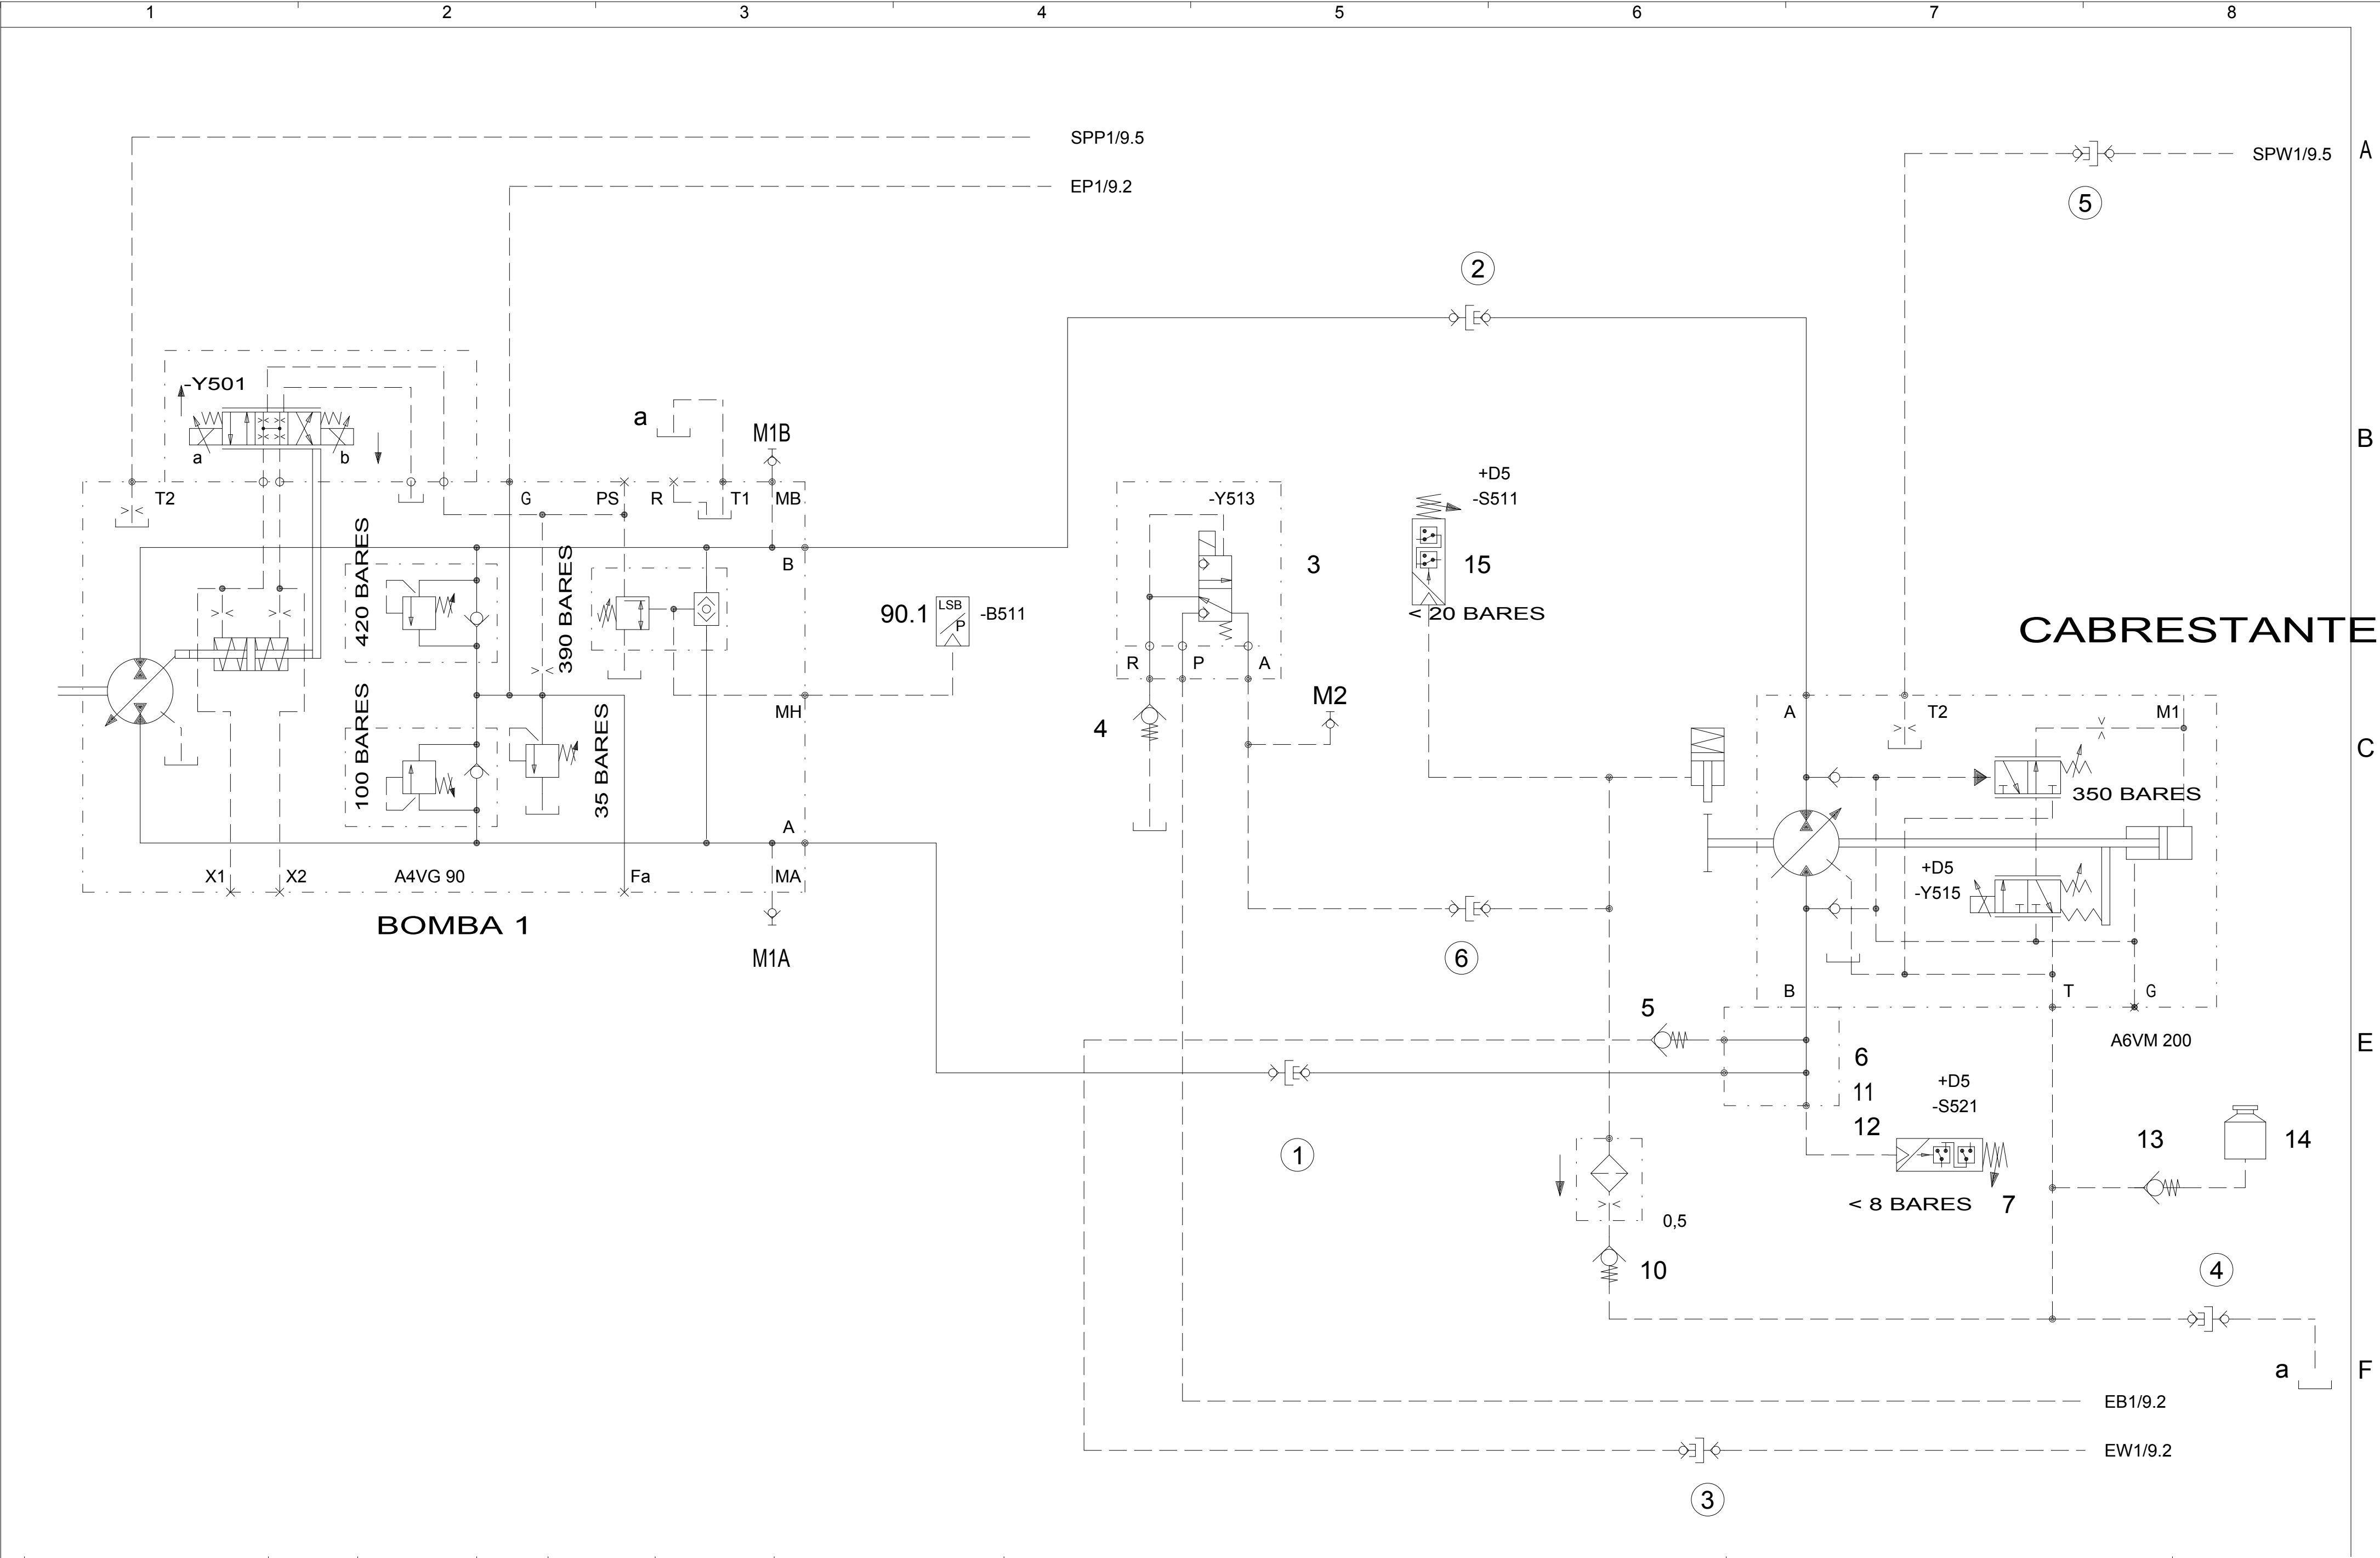 1 2 3 4 5 6 7 8
SPP1/9.5
SPW1/9.5
A
EP1/9.2
5
2
-Y501
a
M1B
B
a
b
+D5
-S511
T2
G
PS
R
T1
MB
-Y513
420 BARES
390 BARES
B
3
15
90.1
LSB
P
-B511
< 20 BARES
CABRESTANTE
R
P
A
MH
M2
A
T2
M1
100 BARES
35 BARES
4
C
350 BARES
A
X1
X2
A4VG 90
Fa
MA
+D5
-Y515
BOMBA 1
M1A
6
B
T
G
5
A6VM 200
E
6
11
12
+D5
-S521
1
13
14
< 8 BARES
7
0,5
10
4
a
F
EB1/9.2
EW1/9.2
3